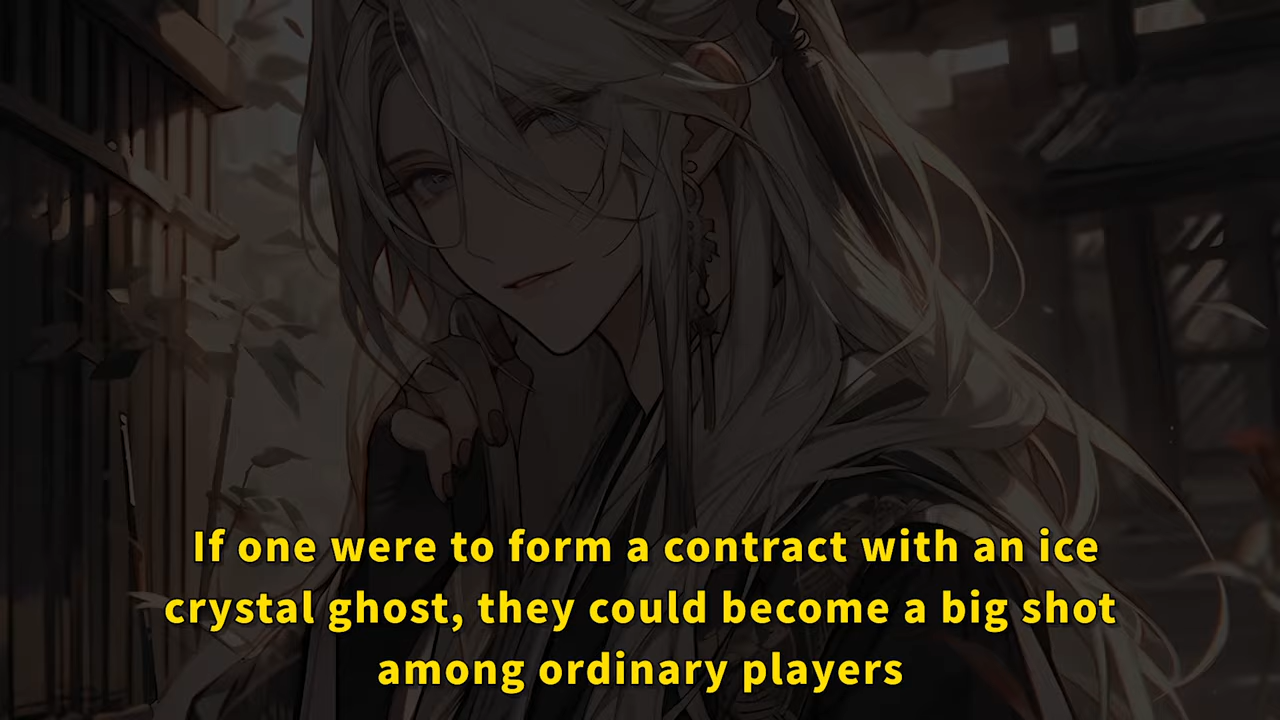 If one were to form a contract with an ice
crystal ghost, they could become a big shot
among ordinary players